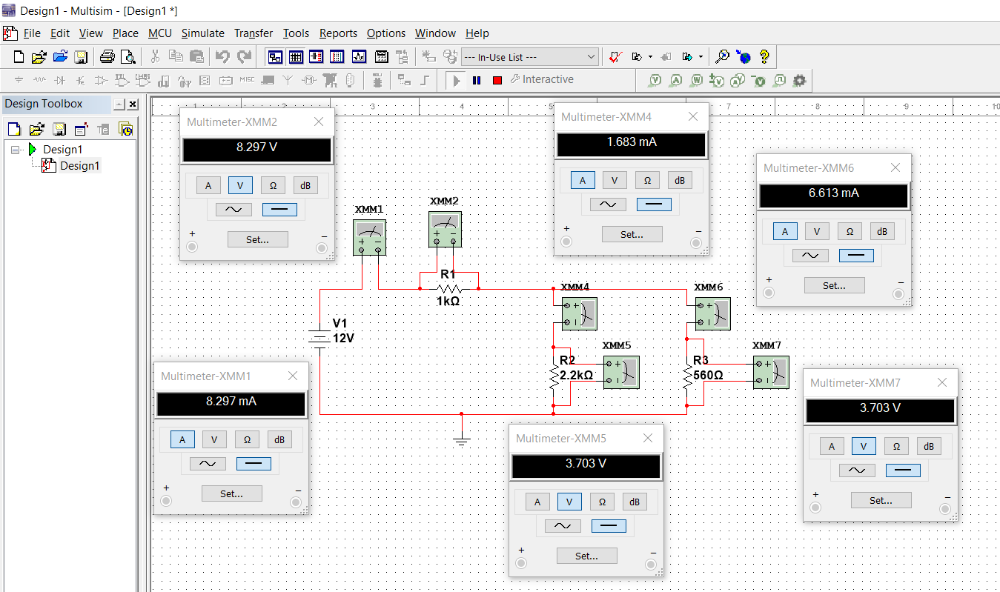 Design1 - Multisim - [Design1 *]
File Edit View Place MCU Simulate Transfer Tools Reports Options Window Help
--- In-Use List ---
MISC
Interactive
Design Toolbox
Design1
Design1
1 3 4 5 7 8 9 10
Multimeter-XMM2
8.297 V
A V Ω dB
Set...
+ −
Multimeter-XMM4
1.683 mA
A V Ω dB
Set...
+ −
Multimeter-XMM6
6.613 mA
A V Ω dB
Set...
+ −
XMM1
XMM2
R1
1kΩ
XMM4
XMM6
V1
12V
XMM5
XMM7
R2
2.2kΩ
R3
560Ω
Multimeter-XMM1
8.297 mA
A V Ω dB
Set...
+ −
Multimeter-XMM5
3.703 V
A V Ω dB
Set...
+ −
Multimeter-XMM7
3.703 V
A V Ω dB
Set...
+ −